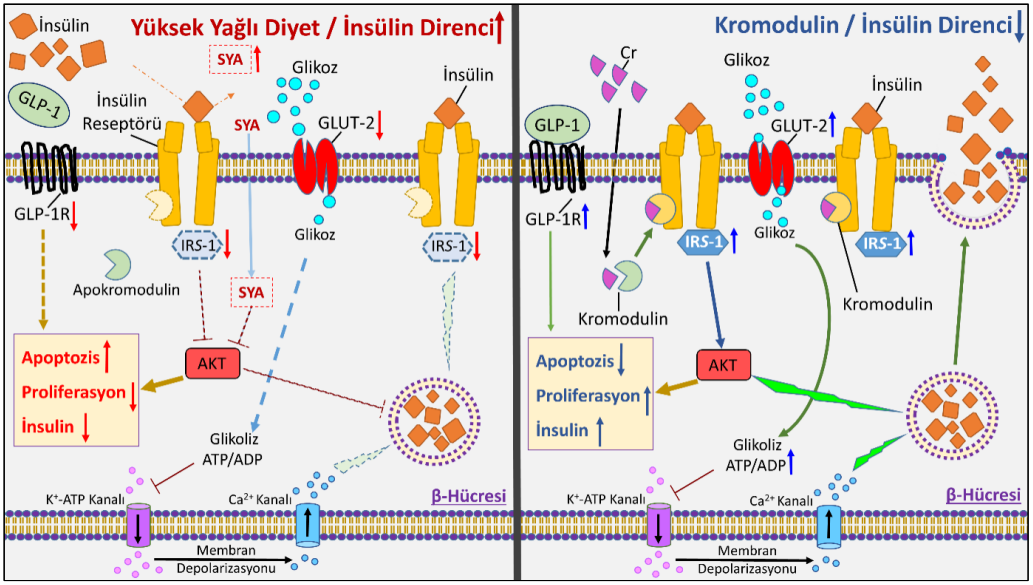 Yüksek Yağlı Diyet / İnsülin Direnci
İnsülin
SYA
Glikoz
İnsülin
GLP-1
İnsülin
Reseptörü
SYA
GLUT-2
GLP-1R
IRS-1
Glikoz
IRS-1
Apokromodulin
SYA
Apoptozis
Proliferasyon
İnsulin
AKT
Glikoliz
ATP/ADP
K⁺-ATP Kanalı
Ca²⁺ Kanalı
β-Hücresi
Membran
Depolarizasyonu
Kromodulin / İnsülin Direnci
Cr
Glikoz
İnsülin
GLP-1
GLUT-2
GLP-1R
IRS-1
Glikoz
IRS-1
Kromodulin
Kromodulin
Apoptozis
Proliferasyon
İnsulin
AKT
Glikoliz
ATP/ADP
K⁺-ATP Kanalı
Ca²⁺ Kanalı
β-Hücresi
Membran
Depolarizasyonu